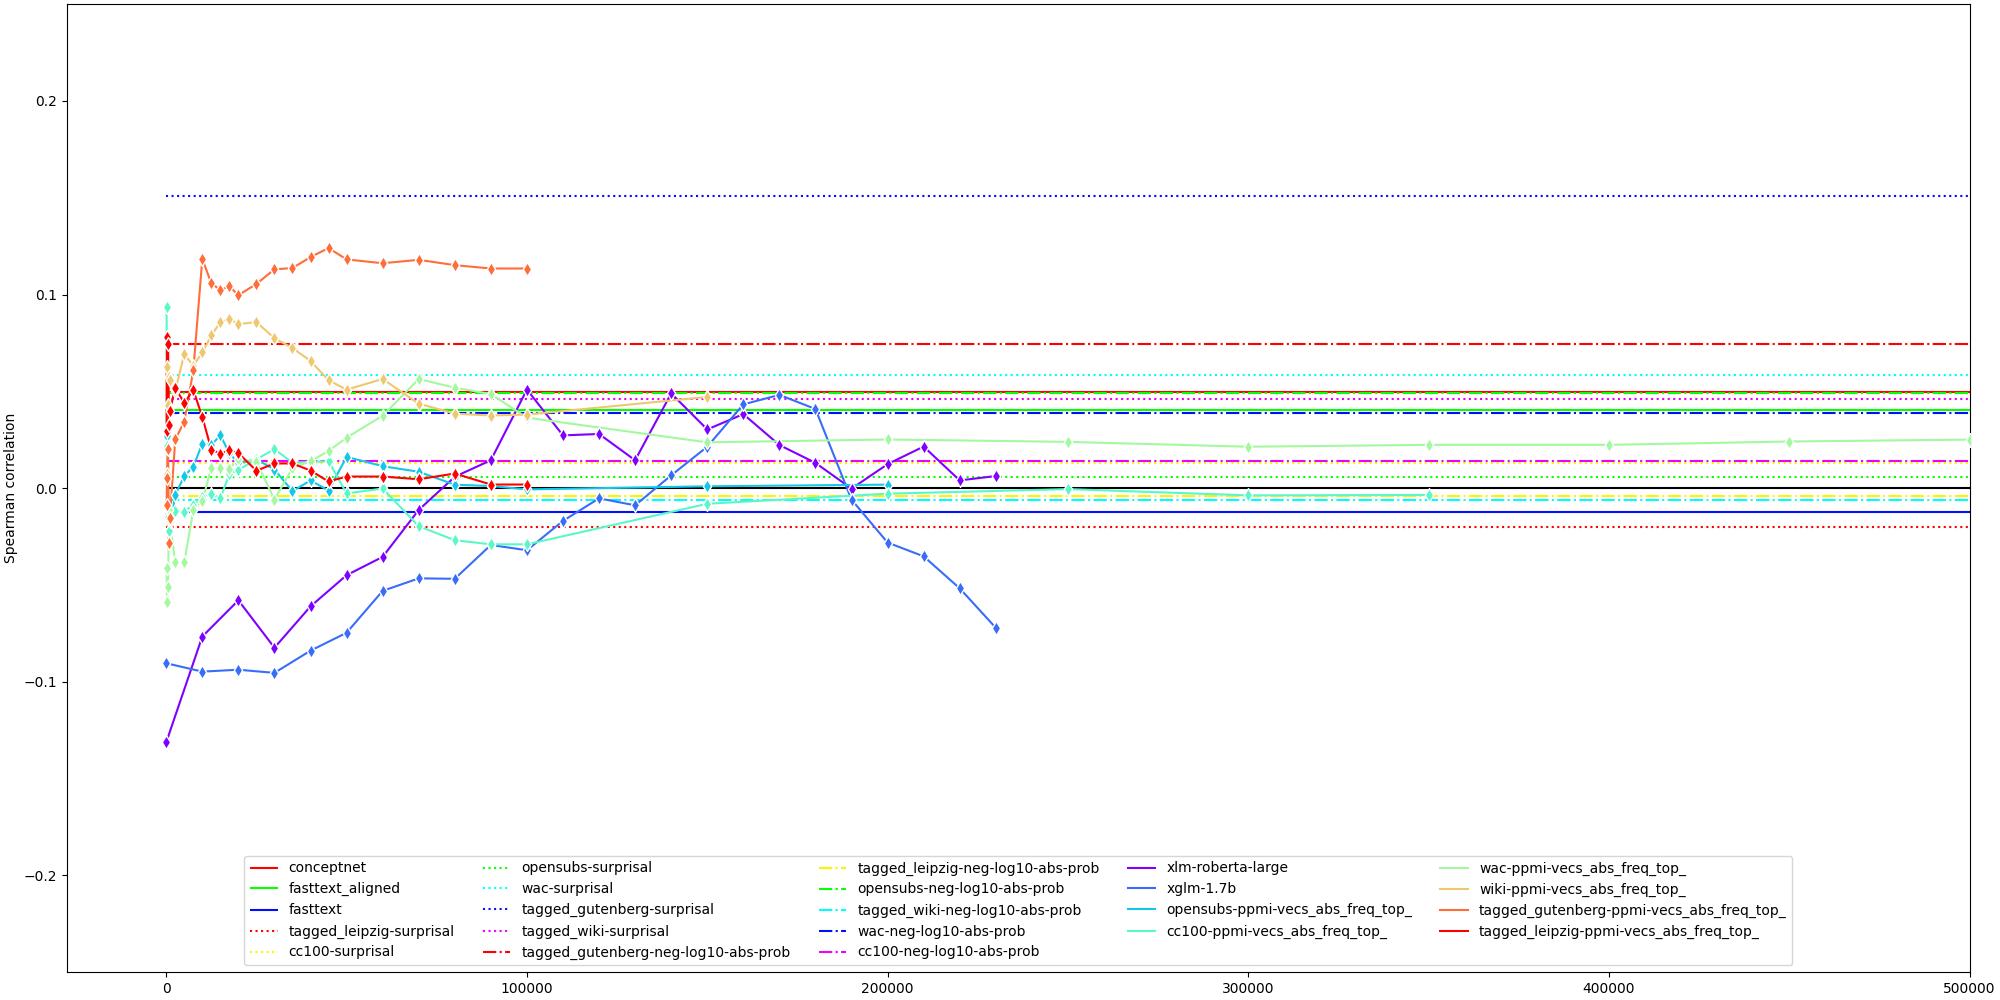 Spearman correlation
0.2
0.1
0.0
−0.1
−0.2
conceptnet
fasttext_aligned
fasttext
tagged_leipzig-surprisal
cc100-surprisal
opensubs-surprisal
wac-surprisal
tagged_gutenberg-surprisal
tagged_wiki-surprisal
tagged_gutenberg-neg-log10-abs-prob
tagged_leipzig-neg-log10-abs-prob
opensubs-neg-log10-abs-prob
tagged_wiki-neg-log10-abs-prob
wac-neg-log10-abs-prob
cc100-neg-log10-abs-prob
xlm-roberta-large
xglm-1.7b
opensubs-ppmi-vecs_abs_freq_top_
cc100-ppmi-vecs_abs_freq_top_
wac-ppmi-vecs_abs_freq_top_
wiki-ppmi-vecs_abs_freq_top_
tagged_gutenberg-ppmi-vecs_abs_freq_top_
tagged_leipzig-ppmi-vecs_abs_freq_top_
0 100000 200000 300000 400000 500000